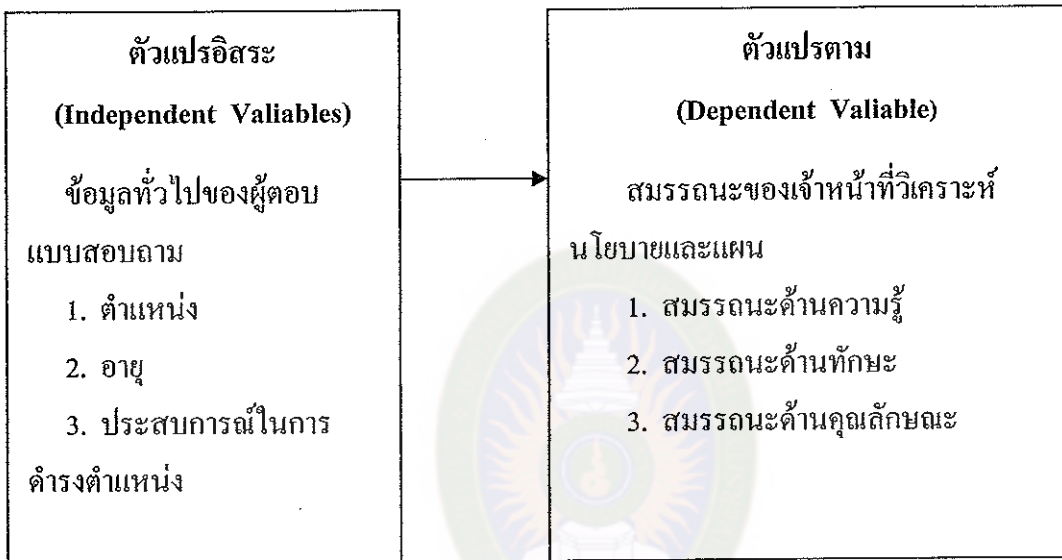 ตัวแปรอิสระ
(Independent Valiables)
ข้อมูลทั่วไปของผู้ตอบ
แบบสอบถาม
1. ตำแหน่ง
2. อายุ
3. ประสบการณ์ในการ
ดำรงตำแหน่ง
ตัวแปรตาม
(Dependent Valiable)
สมรรถนะของเจ้าหน้าที่วิเคราะห์
นโยบายและแผน
1. สมรรถนะด้านความรู้
2. สมรรถนะด้านทักษะ
3. สมรรถนะด้านคุณลักษณะ